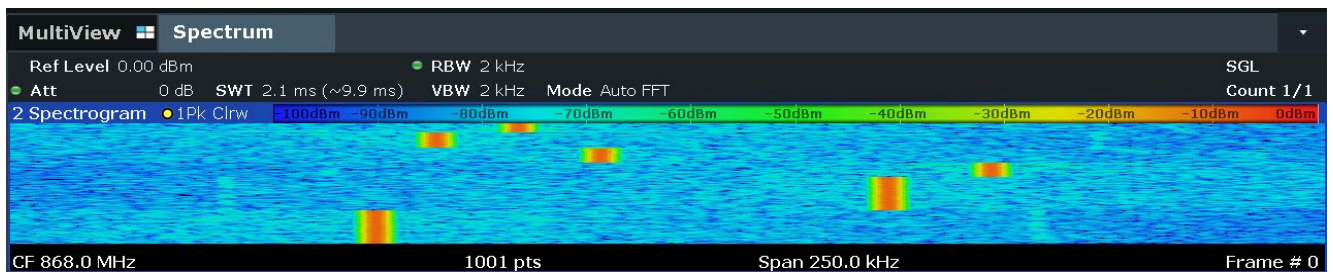 MultiView Spectrum
Ref Level 0.00 dBm RBW 2 kHz SGL
Att 0 dB SWT 2.1 ms (~9.9 ms) VBW 2 kHz Mode Auto FFT Count 1/1
2 Spectrogram 1Pk Clrw -100dBm -90dBm -80dBm -70dBm -60dBm -50dBm -40dBm -30dBm -20dBm -10dBm 0dBm
CF 868.0 MHz 1001 pts Span 250.0 kHz Frame # 0